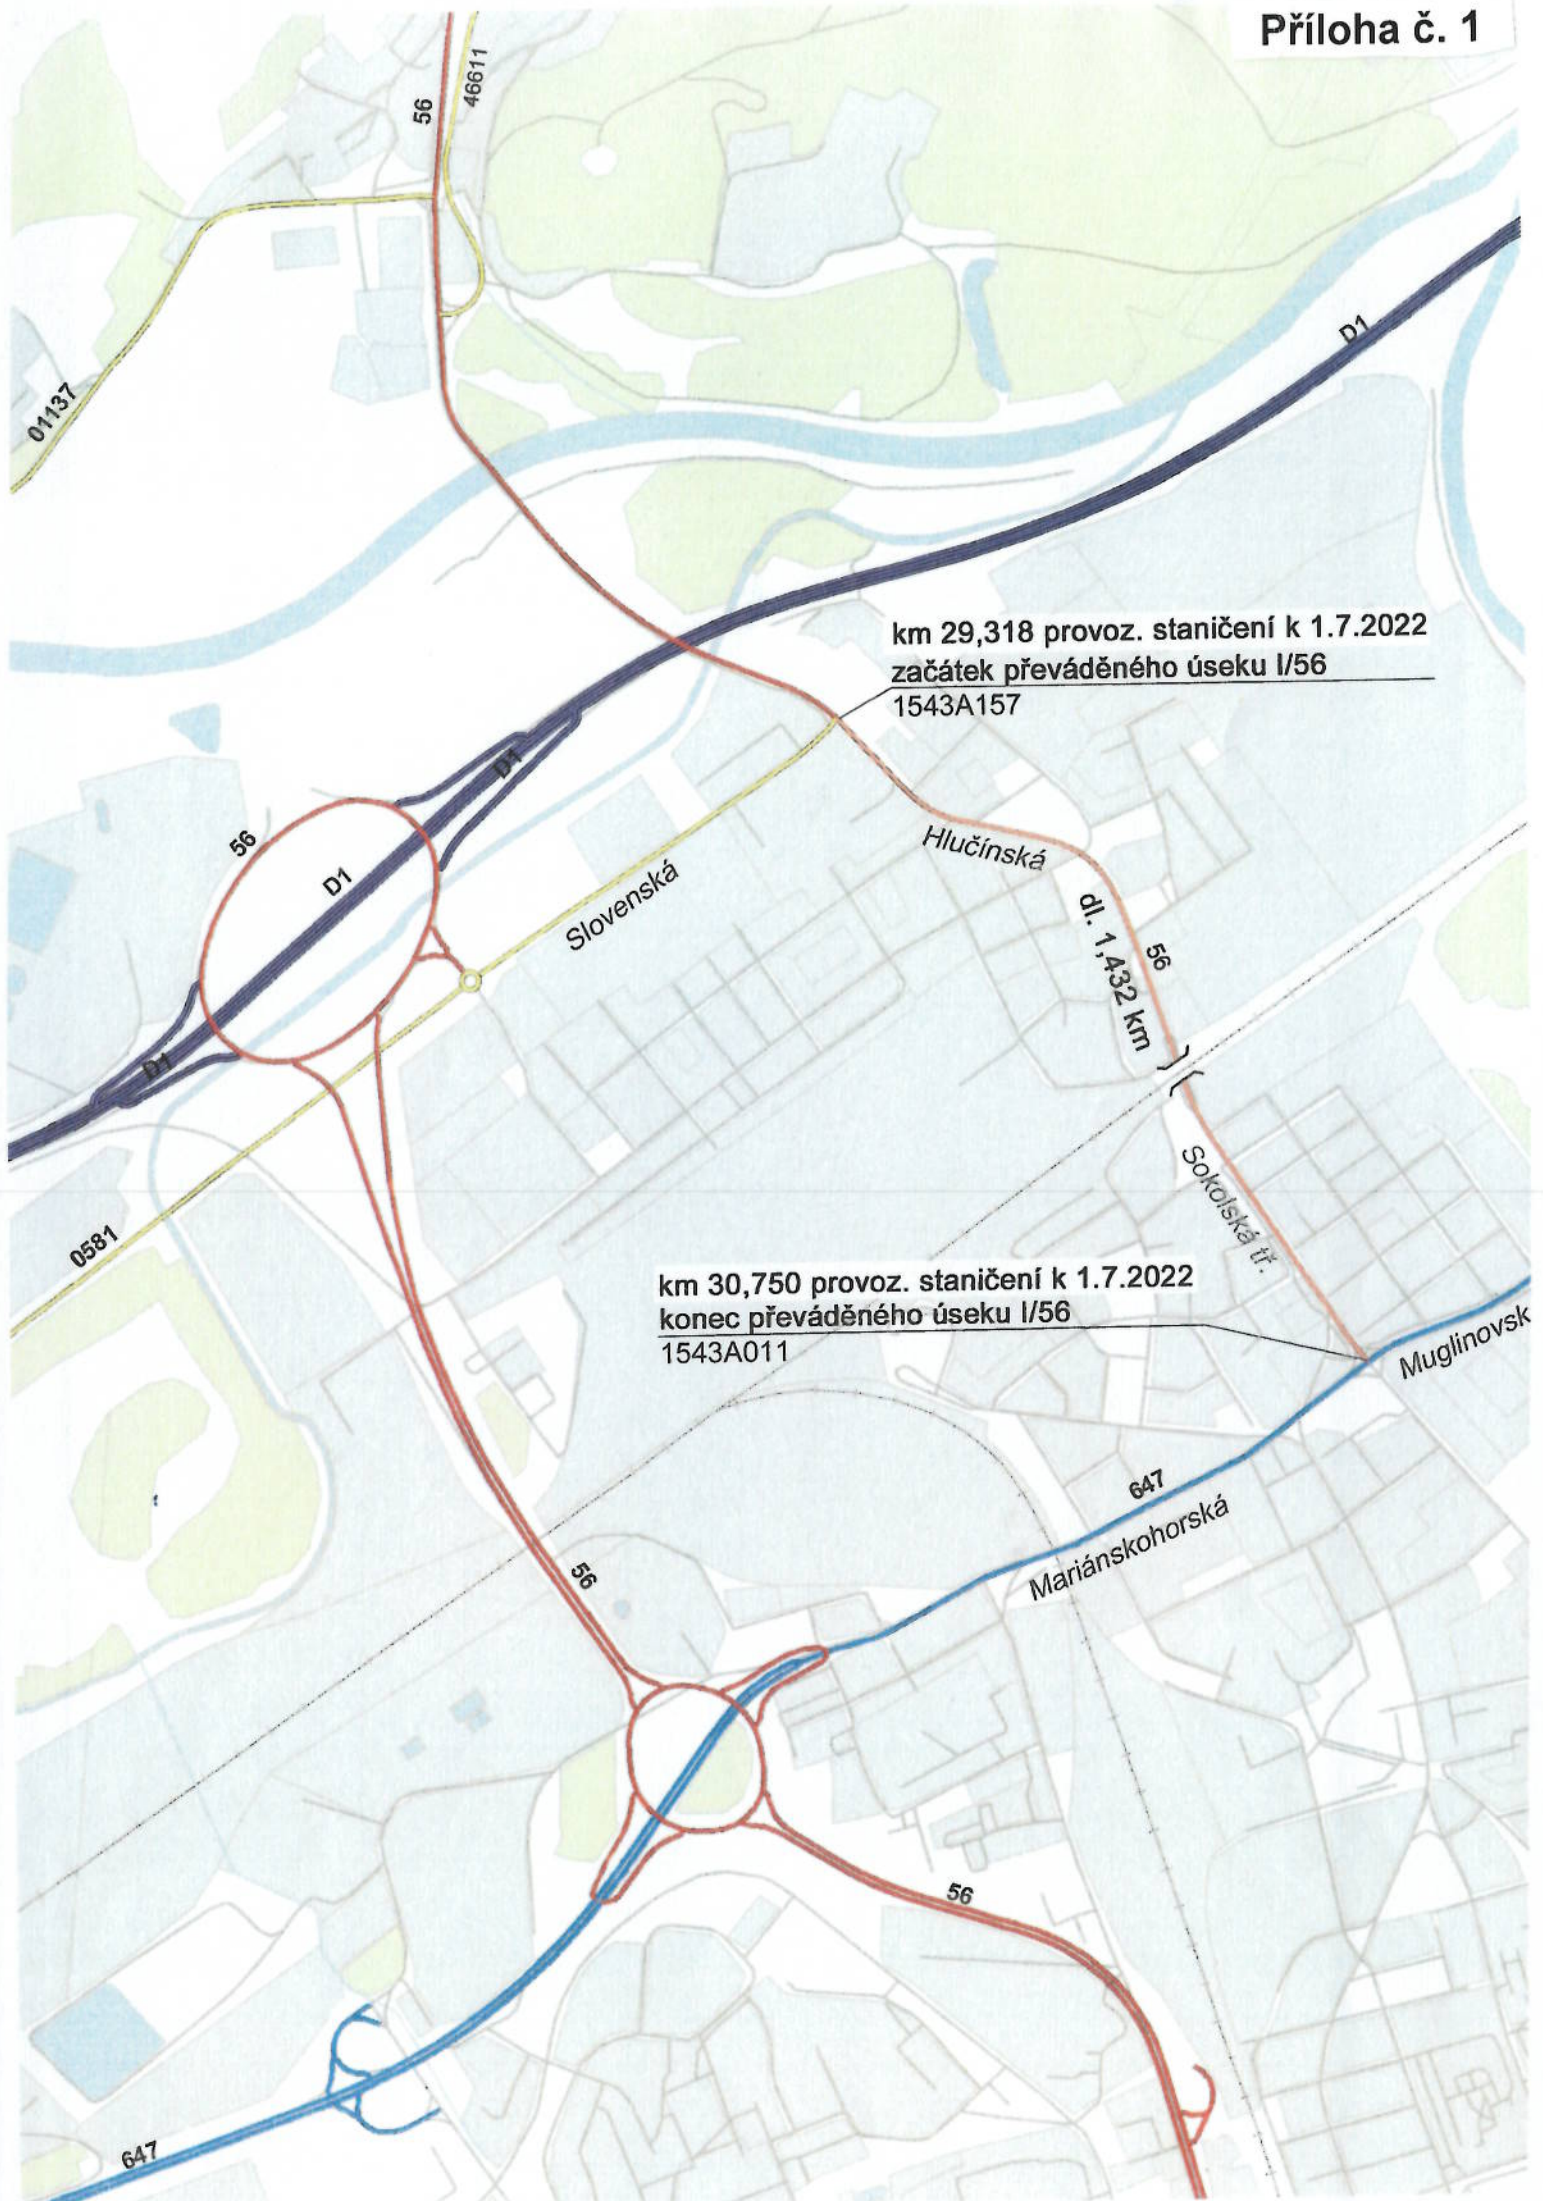 Příloha č. 1
56
46611
01137
D1
km 29,318 provoz. staničení k 1.7.2022
začátek převáděného úseku I/56
1543A157
D1
56
D1
Hlučínská
Slovenská
dl. 1,432 km
56
D1
Sokolská tř.
0581
km 30,750 provoz. staničení k 1.7.2022
konec převáděného úseku I/56
1543A011
Muglinovsk
647
Mariánskohorská
56
56
647